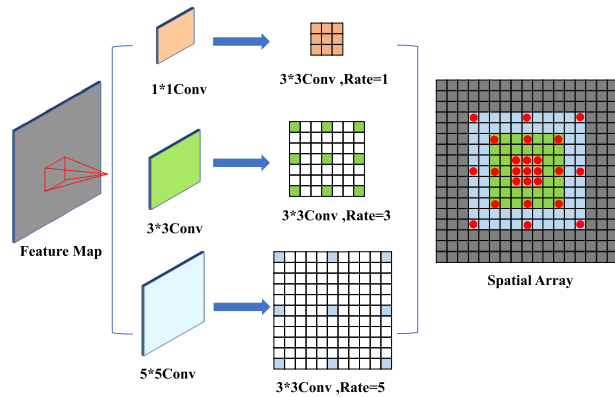 1*1Conv
3*3Conv ,Rate=1
Feature Map
3*3Conv
3*3Conv ,Rate=3
Spatial Array
5*5Conv
3*3Conv ,Rate=5